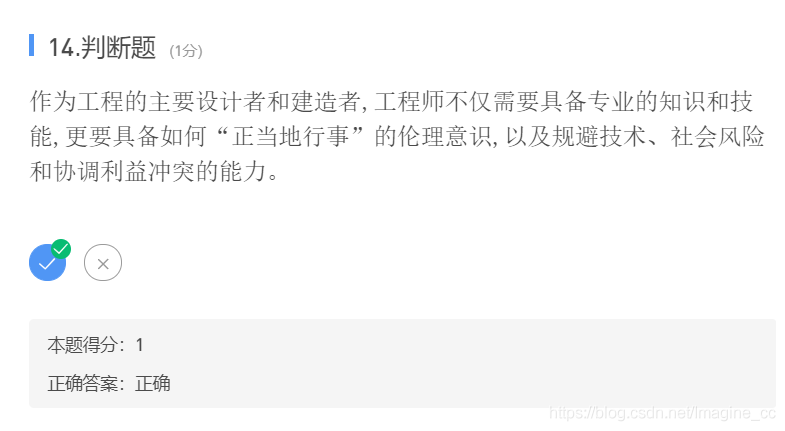 14.判断题 (1分)
作为工程的主要设计者和建造者,工程师不仅需要具备专业的知识和技
能,更要具备如何“正当地行事”的伦理意识,以及规避技术、社会风险
和协调利益冲突的能力。
本题得分：1
正确答案：正确
https://blog.csdn.net/Imagine_cc